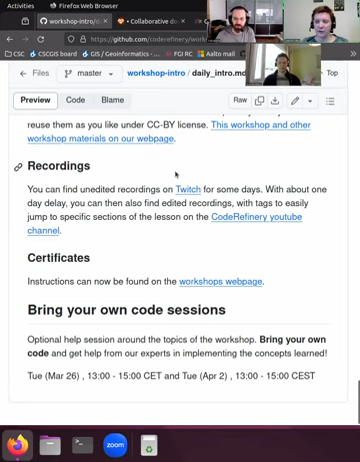 Firefox Web Browser
workshop-intro/d
Collaborative do
https://github.com/coderefinery/work
CSC
CSCGG board
GIS / Geoinformatics -...
FGI RC
Aalto mail
CSC
Files
master
workshop-intro / daily_intro.md
Top
Preview
Code
Blame
Raw
reuse them as you like under CC-BY license. This workshop and other
workshop materials on our webpage.
Recordings
You can find unedited recordings on Twitch for some days. With about one
day delay, you can then also find edited recordings, with tags to easily
jump to specific sections of the lesson on the CodeRefinery youtube
channel.
Certificates
Instructions can now be found on the workshops webpage.
Bring your own code sessions
Optional help session around the topics of the workshop. Bring your own
code and get help from our experts in implementing the concepts learned!
Tue (Mar 26) , 13:00 - 15:00 CET and Tue (Apr 2) , 13:00 - 15:00 CEST
zoom